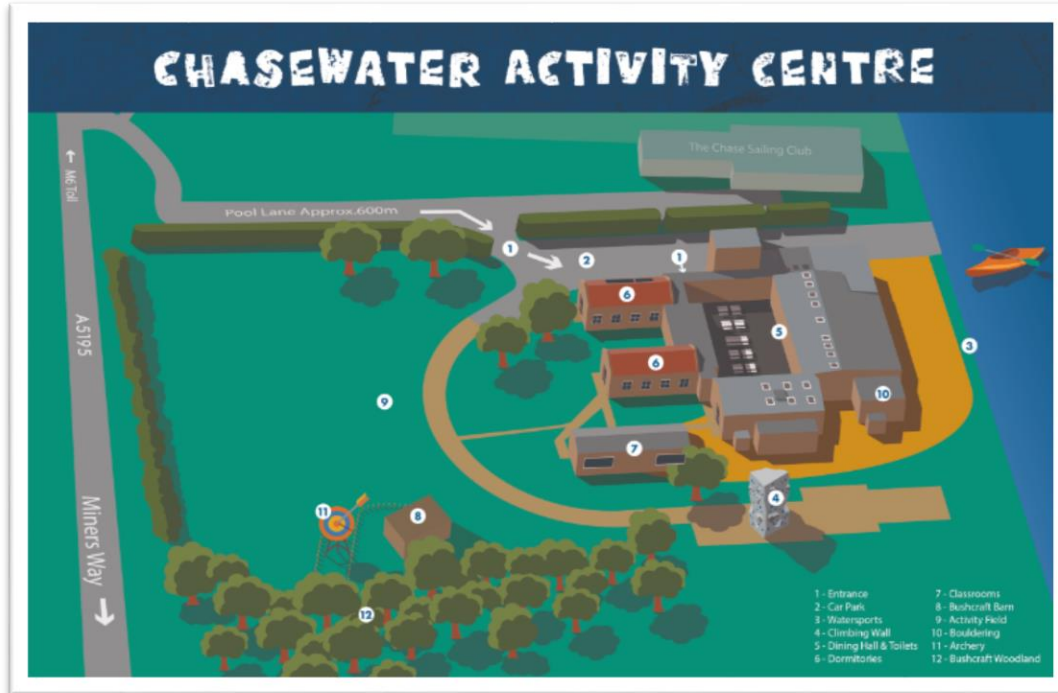 CHASEWATER ACTIVITY CENTRE
The Chase Sailing Club
← M6 Toll
Pool Lane Approx.600m
1
2
1
6
A5195
5
3
6
9
10
7
4
11
8
Miners Way
12
1 - Entrance
2 - Car Park
3 - Watersports
4 - Climbing Wall
5 - Dining Hall & Toilets
6 - Dormitories
7 - Classrooms
8 - Bushcraft Barn
9 - Activity Field
10 - Bouldering
11 - Archery
12 - Bushcraft Woodland